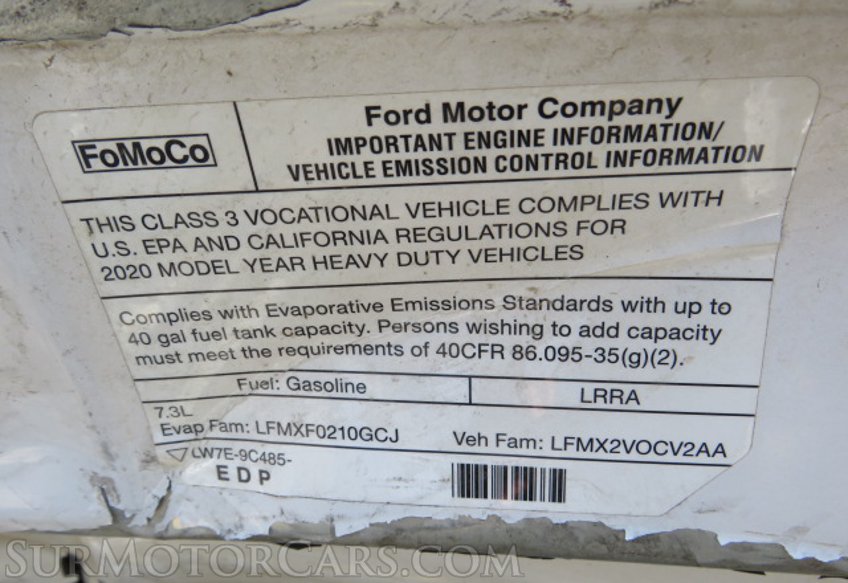 FoMoCo
Ford Motor Company
IMPORTANT ENGINE INFORMATION/
VEHICLE EMISSION CONTROL INFORMATION
THIS CLASS 3 VOCATIONAL VEHICLE COMPLIES WITH
U.S. EPA AND CALIFORNIA REGULATIONS FOR
2020 MODEL YEAR HEAVY DUTY VEHICLES
Complies with Evaporative Emissions Standards with up to
40 gal fuel tank capacity. Persons wishing to add capacity
must meet the requirements of 40CFR 86.095-35(g)(2).
Fuel: Gasoline LRRA
7.3L
Evap Fam: LFMXF0210GCJ Veh Fam: LFMX2VOCV2AA
LW7E-9C485-
EDP
SurMotorCars.com